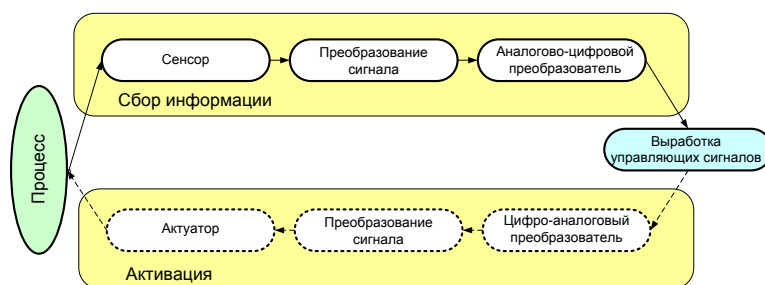 Сенсор
Преобразование
сигнала
Аналогово-цифровой
преобразователь
Сбор информации
Процесс
Выработка
управляющих сигналов
Актуатор
Преобразование
сигнала
Цифро-аналоговый
преобразователь
Активация